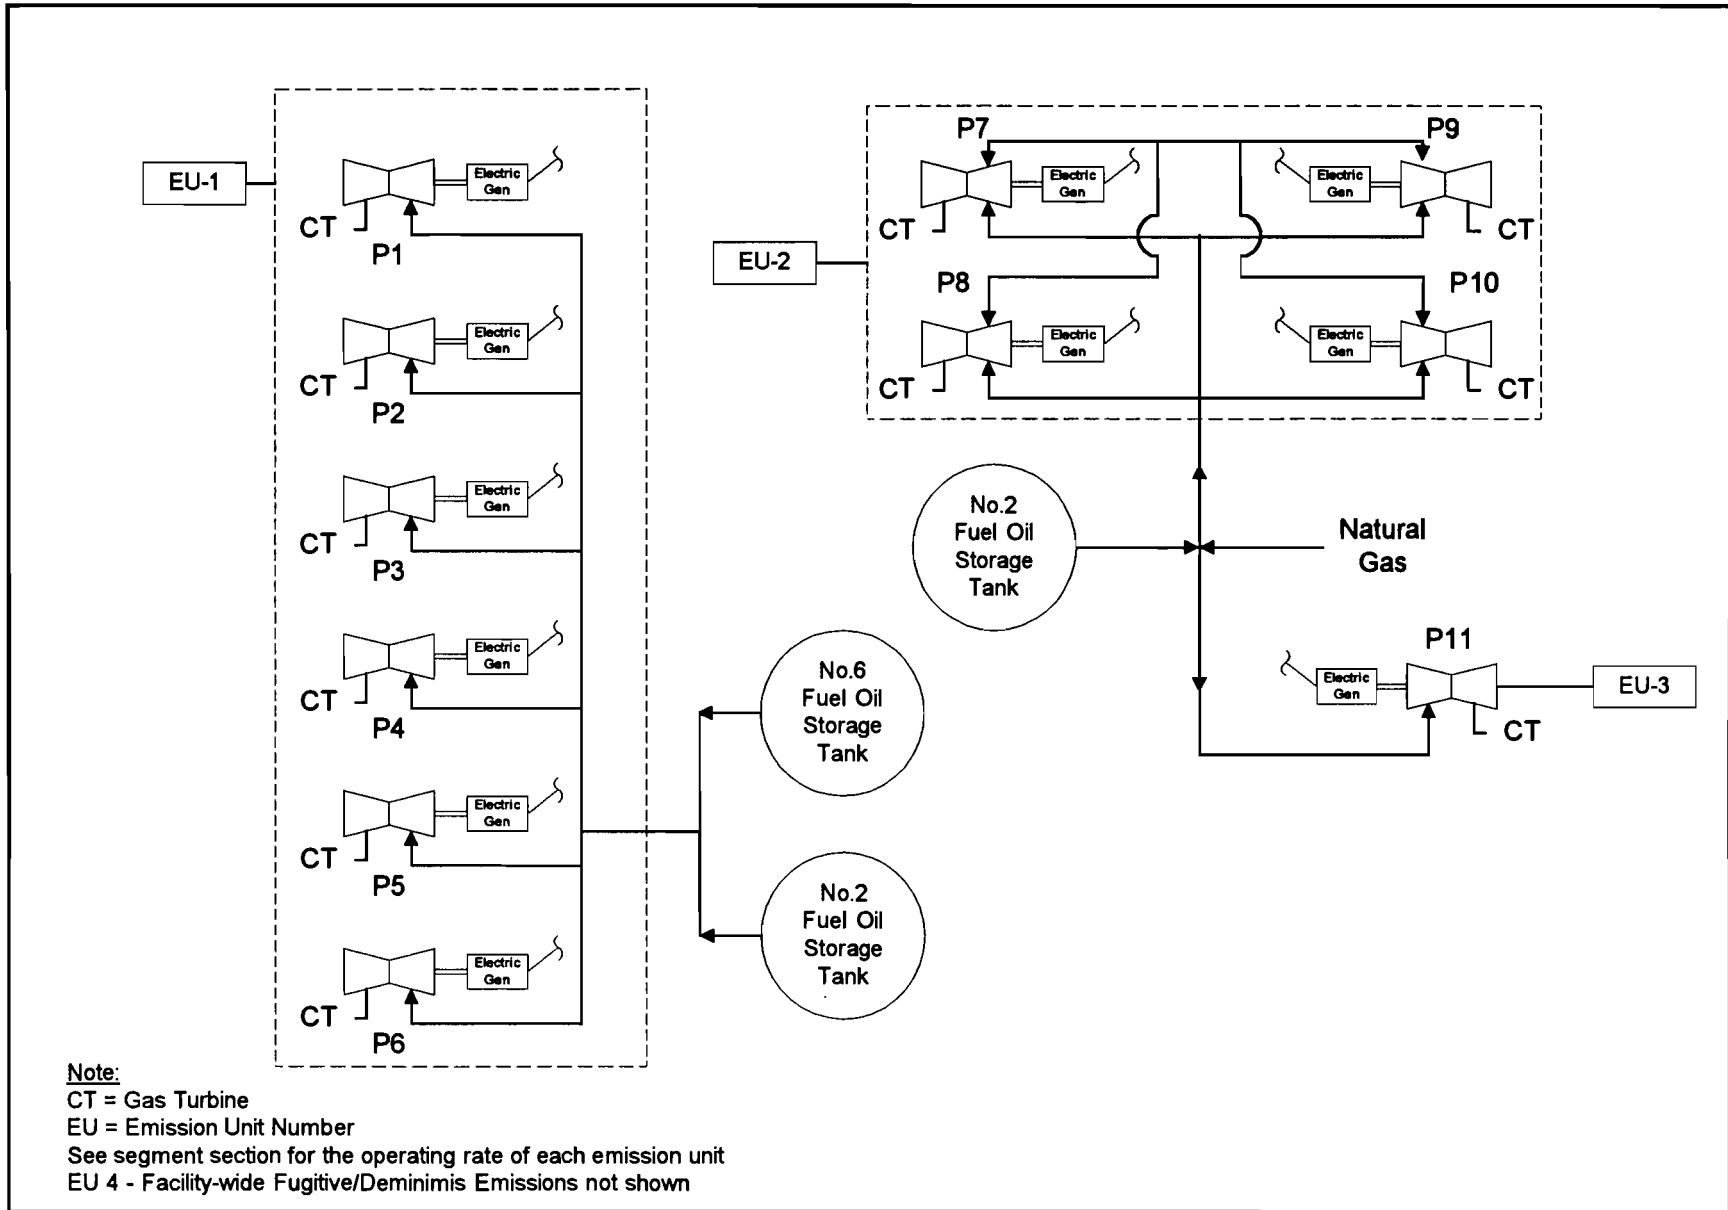 EU-1
Electric
Gen
CT
P1
Electric
Gen
CT
P2
Electric
Gen
CT
P3
Electric
Gen
CT
P4
Electric
Gen
CT
P5
Electric
Gen
CT
P6
No.6
Fuel Oil
Storage
Tank
No.2
Fuel Oil
Storage
Tank
EU-2
P7
P9
Electric
Gen
Electric
Gen
CT
CT
P8
P10
Electric
Gen
Electric
Gen
CT
CT
No.2
Fuel Oil
Storage
Tank
Natural
Gas
P11
Electric
Gen
EU-3
CT
Note:
CT = Gas Turbine
EU = Emission Unit Number
See segment section for the operating rate of each emission unit
EU 4 - Facility-wide Fugitive/Deminimis Emissions not shown